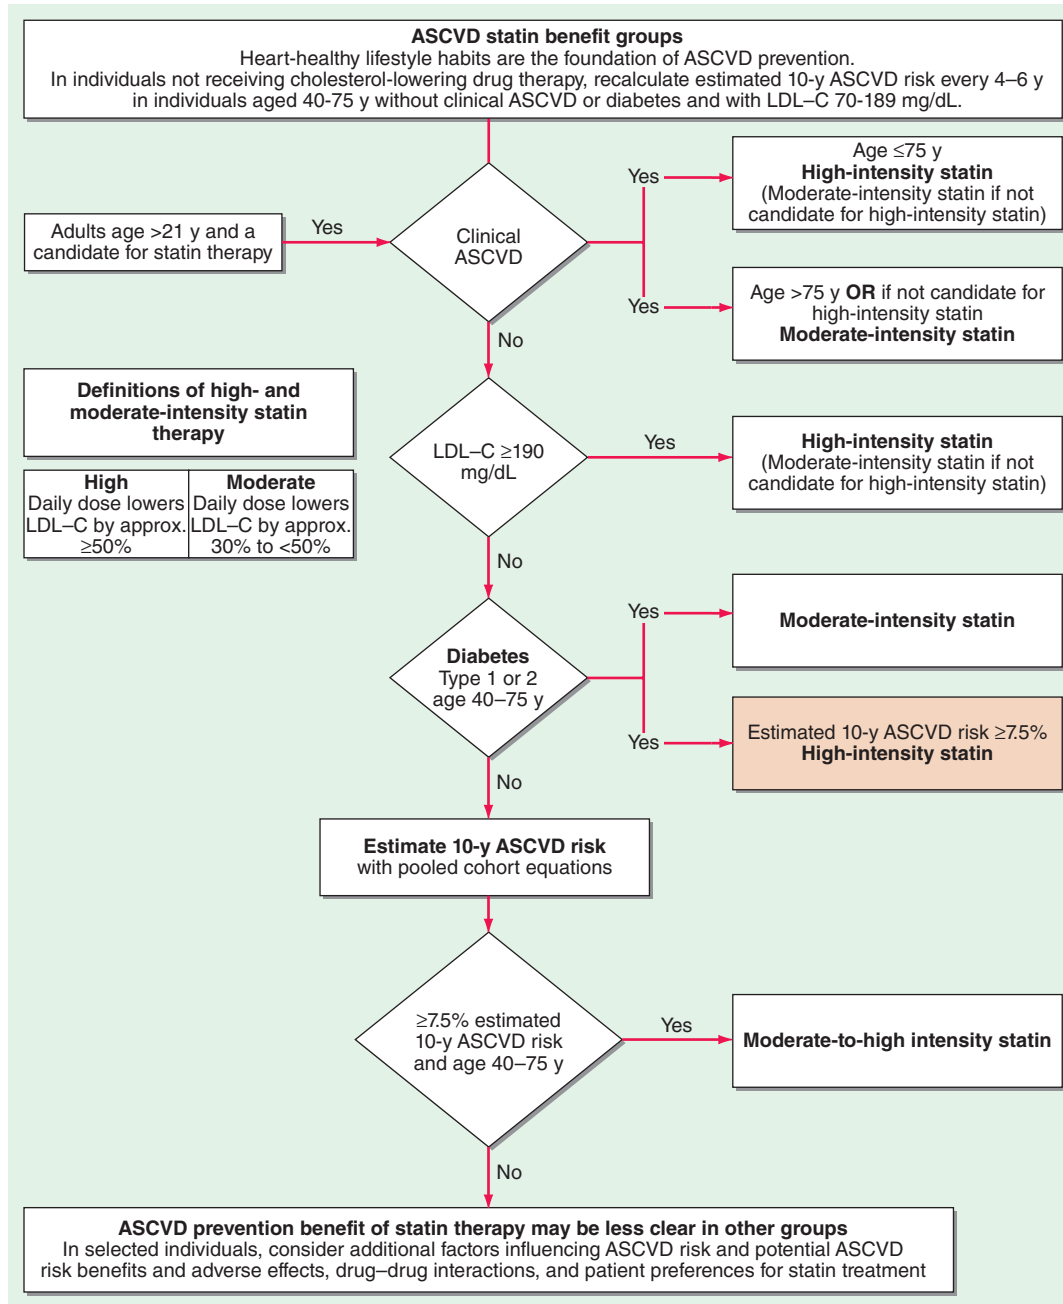 ASCVD statin benefit groups
Heart-healthy lifestyle habits are the foundation of ASCVD prevention.
In individuals not receiving cholesterol-lowering drug therapy, recalculate estimated 10-y ASCVD risk every 4–6 y
in individuals aged 40-75 y without clinical ASCVD or diabetes and with LDL–C 70-189 mg/dL.
Adults age >21 y and a
candidate for statin therapy
Yes
Clinical
ASCVD
Yes
Age ≤75 y
High-intensity statin
(Moderate-intensity statin if not
candidate for high-intensity statin)
Yes
Age >75 y OR if not candidate for
high-intensity statin
Moderate-intensity statin
No
Definitions of high- and
moderate-intensity statin
therapy
High
Daily dose lowers
LDL–C by approx.
≥50%
Moderate
Daily dose lowers
LDL–C by approx.
30% to <50%
LDL–C ≥190
mg/dL
Yes
High-intensity statin
(Moderate-intensity statin if not
candidate for high-intensity statin)
No
Diabetes
Type 1 or 2
age 40–75 y
Yes
Moderate-intensity statin
Yes
Estimated 10-y ASCVD risk ≥7.5%
High-intensity statin
No
Estimate 10-y ASCVD risk
with pooled cohort equations
≥7.5% estimated
10-y ASCVD risk
and age 40–75 y
Yes
Moderate-to-high intensity statin
No
ASCVD prevention benefit of statin therapy may be less clear in other groups
In selected individuals, consider additional factors influencing ASCVD risk and potential ASCVD
risk benefits and adverse effects, drug–drug interactions, and patient preferences for statin treatment